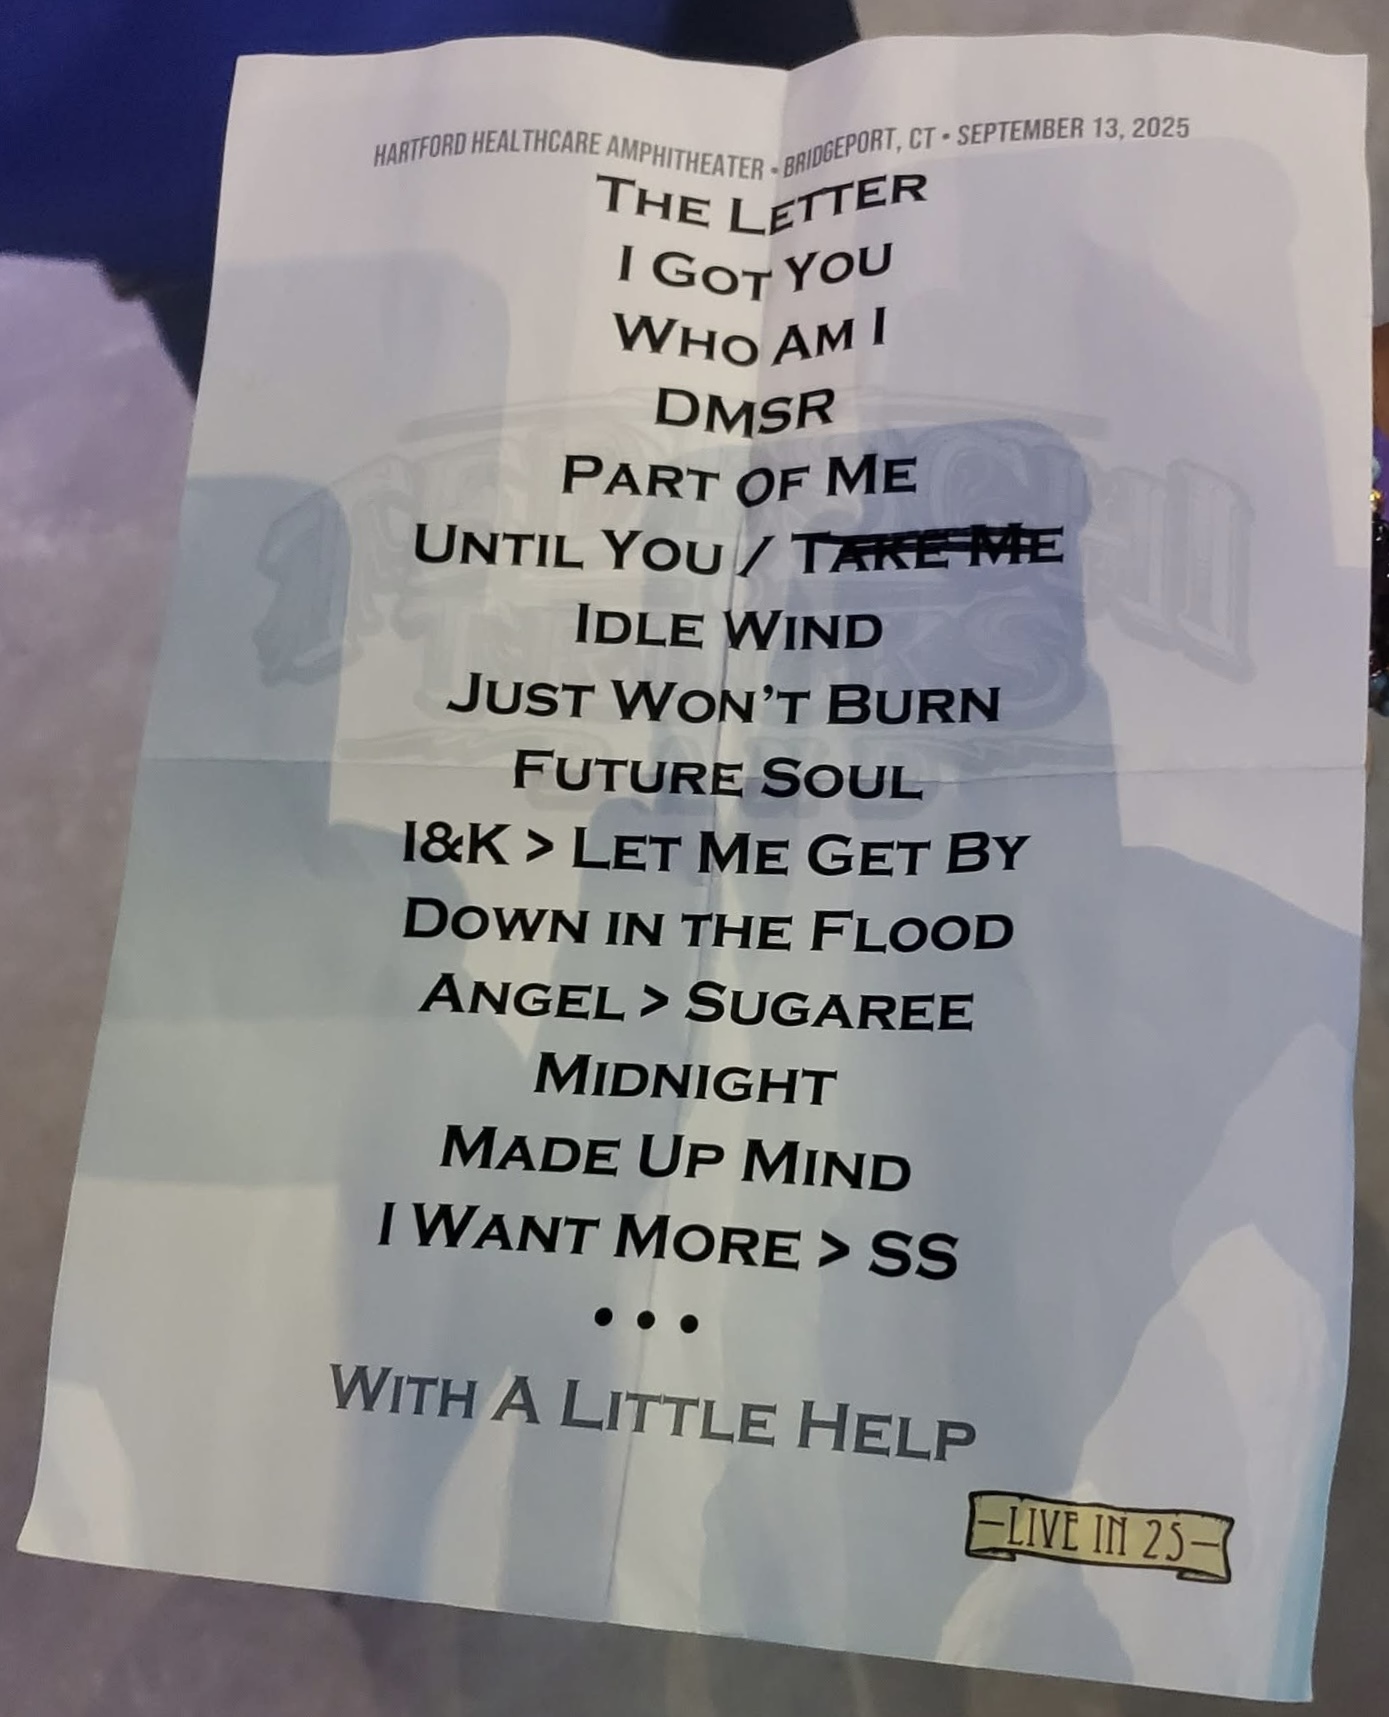 HARTFORD HEALTHCARE AMPHITHEATER • BRIDGEPORT, CT • SEPTEMBER 13, 2025
THE LETTER
I GOT YOU
WHO AM I
DMSR
PART OF ME
UNTIL YOU / TAKE ME
IDLE WIND
JUST WON'T BURN
FUTURE SOUL
I&K > LET ME GET BY
DOWN IN THE FLOOD
ANGEL > SUGAREE
MIDNIGHT
MADE UP MIND
I WANT MORE > SS
• • •
WITH A LITTLE HELP
–LIVE IN 25–